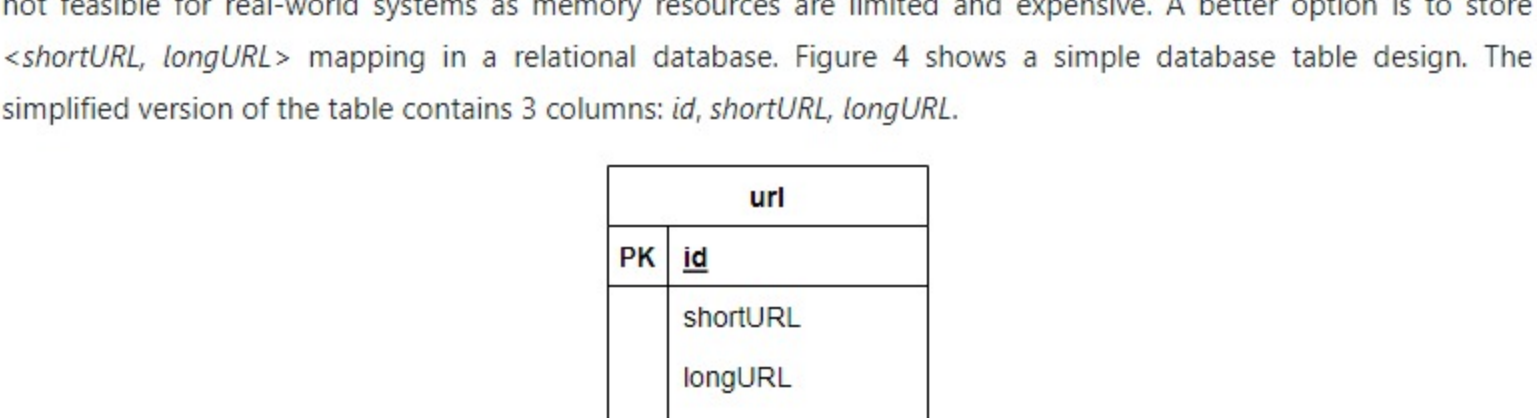 not feasible for real-world systems as memory resources are limited and expensive. A better option is to store
<shortURL, longURL> mapping in a relational database. Figure 4 shows a simple database table design. The
simplified version of the table contains 3 columns: id, shortURL, longURL.
url
PK id
shortURL
longURL